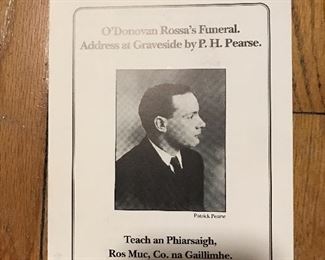 O'Donovan Rossa's Funeral.
Address at Graveside by P. H. Pearse.
Patrick Pearse
Teach an Phiarsaigh,
Ros Muc, Co. na Gaillimhe.